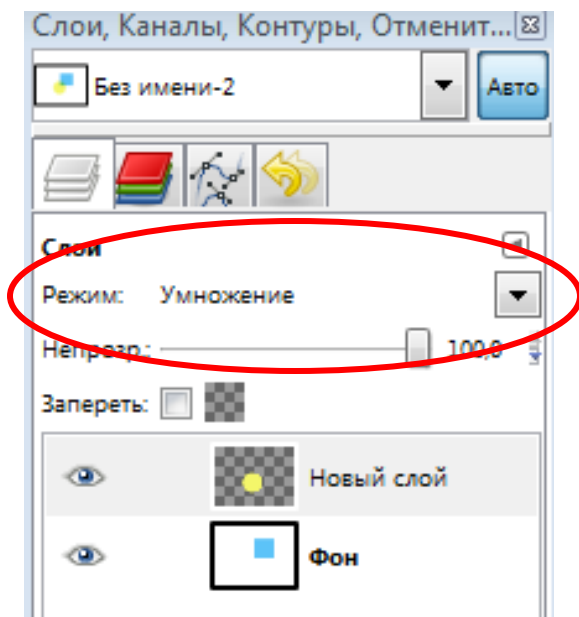 Слои, Каналы, Контуры, Отменит...
Без имени-2
Авто
Слои
Режим: Умножение
Непрозр.: 100,0
Запереть:
Новый слой
Фон